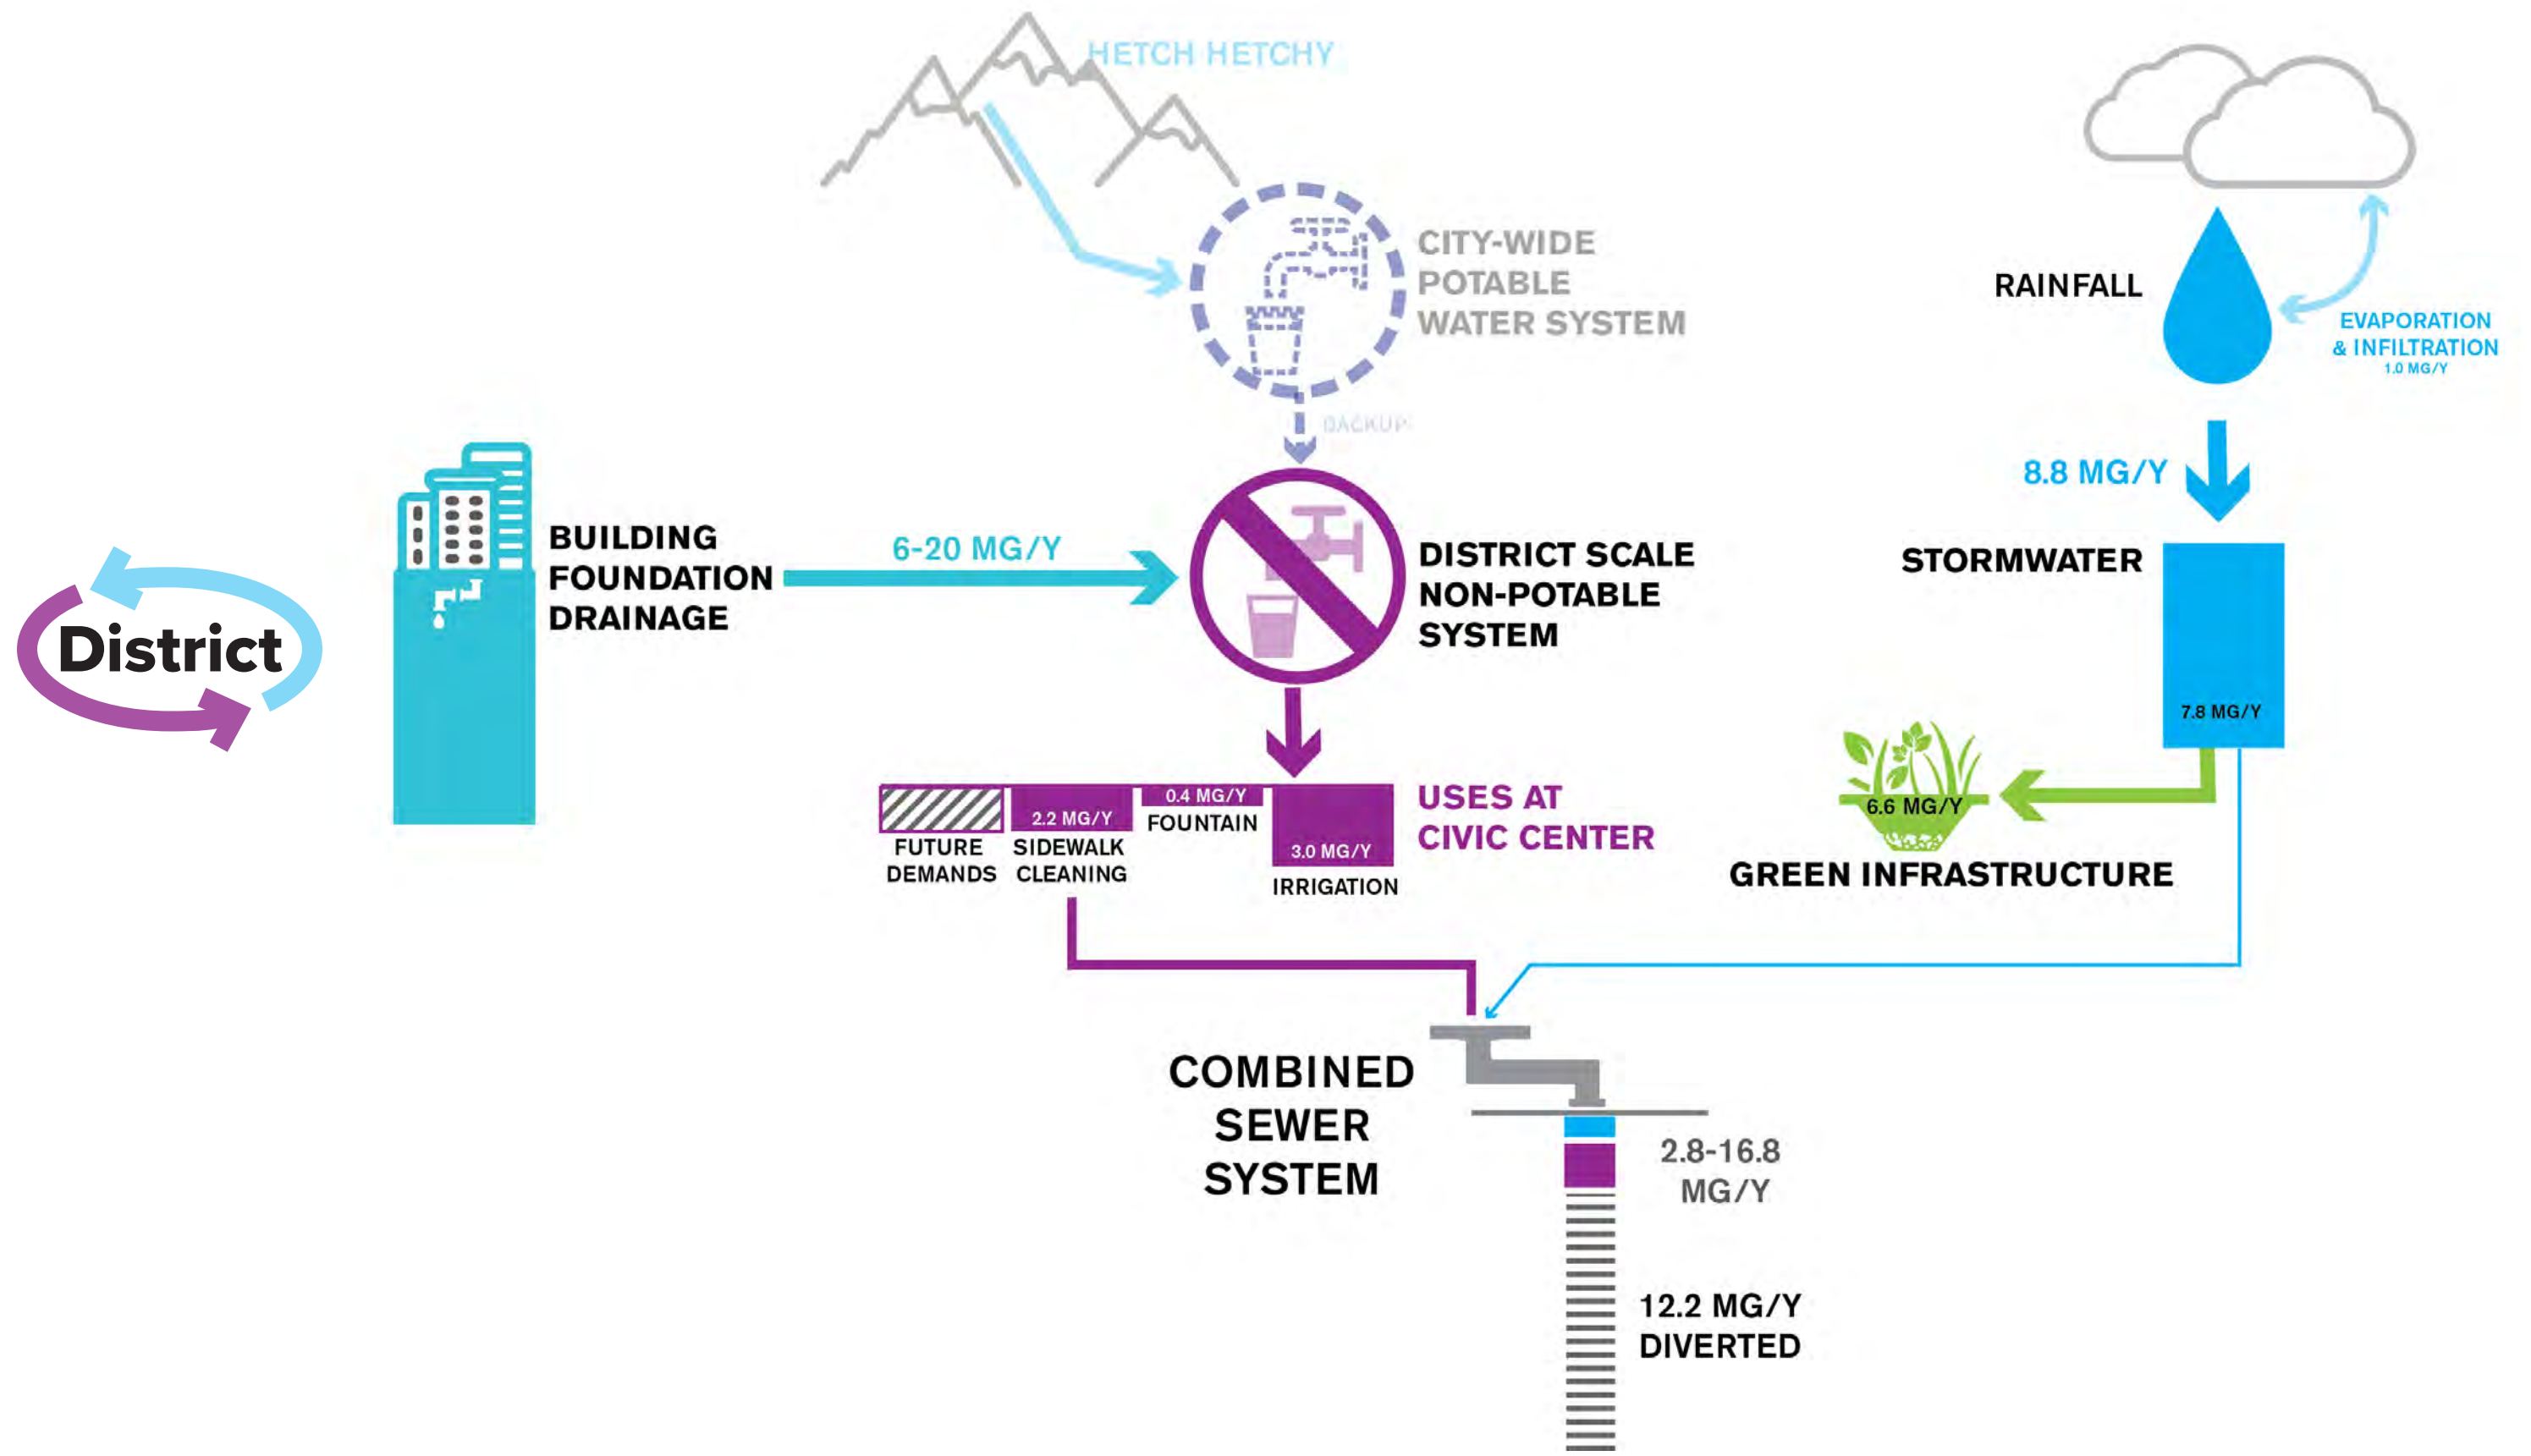 HETCH HETCHY
CITY-WIDE
POTABLE
WATER SYSTEM
BACKUP
RAINFALL
EVAPORATION
& INFILTRATION
1.0 MG/Y
8.8 MG/Y
STORMWATER
7.8 MG/Y
District
BUILDING
FOUNDATION
DRAINAGE
6-20 MG/Y
DISTRICT SCALE
NON-POTABLE
SYSTEM
USES AT
CIVIC CENTER
FUTURE
DEMANDS
2.2 MG/Y
SIDEWALK
CLEANING
0.4 MG/Y
FOUNTAIN
3.0 MG/Y
IRRIGATION
6.6 MG/Y
GREEN INFRASTRUCTURE
COMBINED
SEWER
SYSTEM
2.8-16.8
MG/Y
12.2 MG/Y
DIVERTED